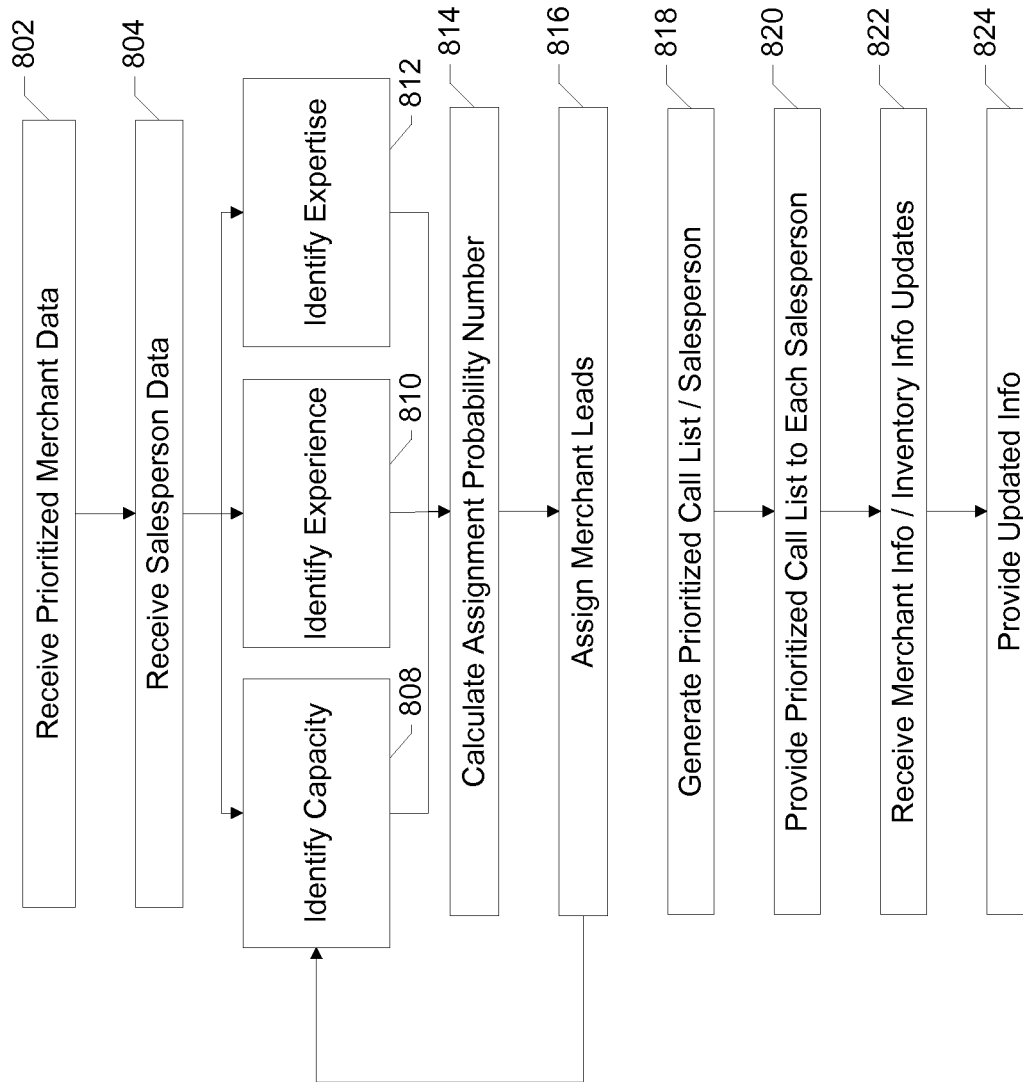 Receive Prioritized Merchant Data
802
Receive Salesperson Data
804
Identify Capacity
808
Identify Experience
810
Identify Expertise
812
Calculate Assignment Probability Number
814
Assign Merchant Leads
816
Generate Prioritized Call List / Salesperson
818
Provide Prioritized Call List to Each Salesperson
820
Receive Merchant Info / Inventory Info Updates
822
Provide Updated Info
824